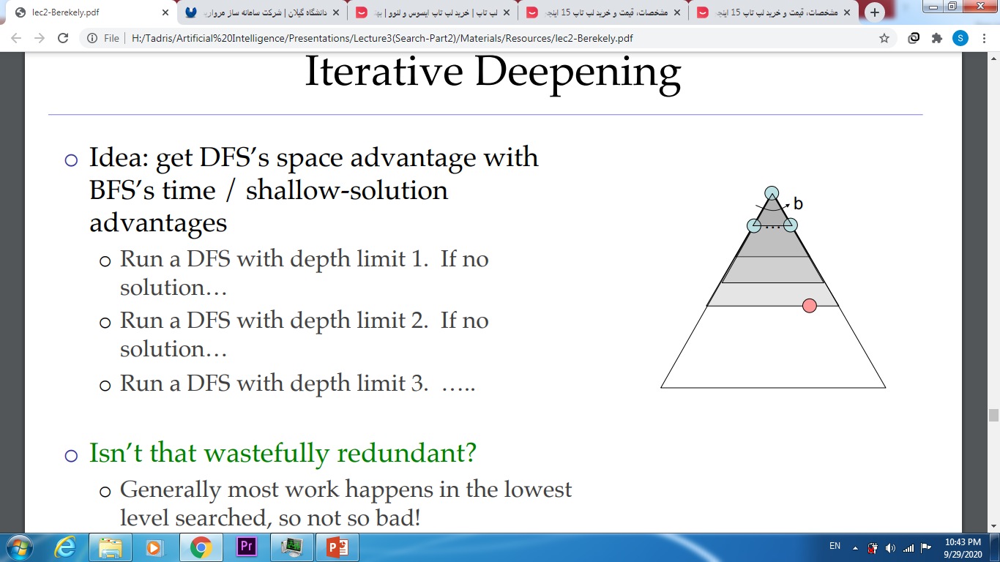 lec2-Berekely.pdf
دانشگاه گیلان | شرکت سامانه ساز مروارید
لپ تاپ | خرید لپ تاپ ایسوس و لنوو | به
مشخصات، قیمت و خرید لپ تاپ 15 اینچ
مشخصات، قیمت و خرید لپ تاپ 15 اینچ
File | H:/Tadris/Artificial%20Intelligence/Presentations/Lecture3(Search-Part2)/Materials/Resources/lec2-Berekely.pdf
S
Iterative Deepening
Idea: get DFS’s space advantage with
BFS’s time / shallow-solution
advantages
Run a DFS with depth limit 1. If no
solution…
Run a DFS with depth limit 2. If no
solution…
Run a DFS with depth limit 3. …..
b
…
Isn’t that wastefully redundant?
Generally most work happens in the lowest
level searched, so not so bad!
Pr
P
EN
10:43 PM
9/29/2020